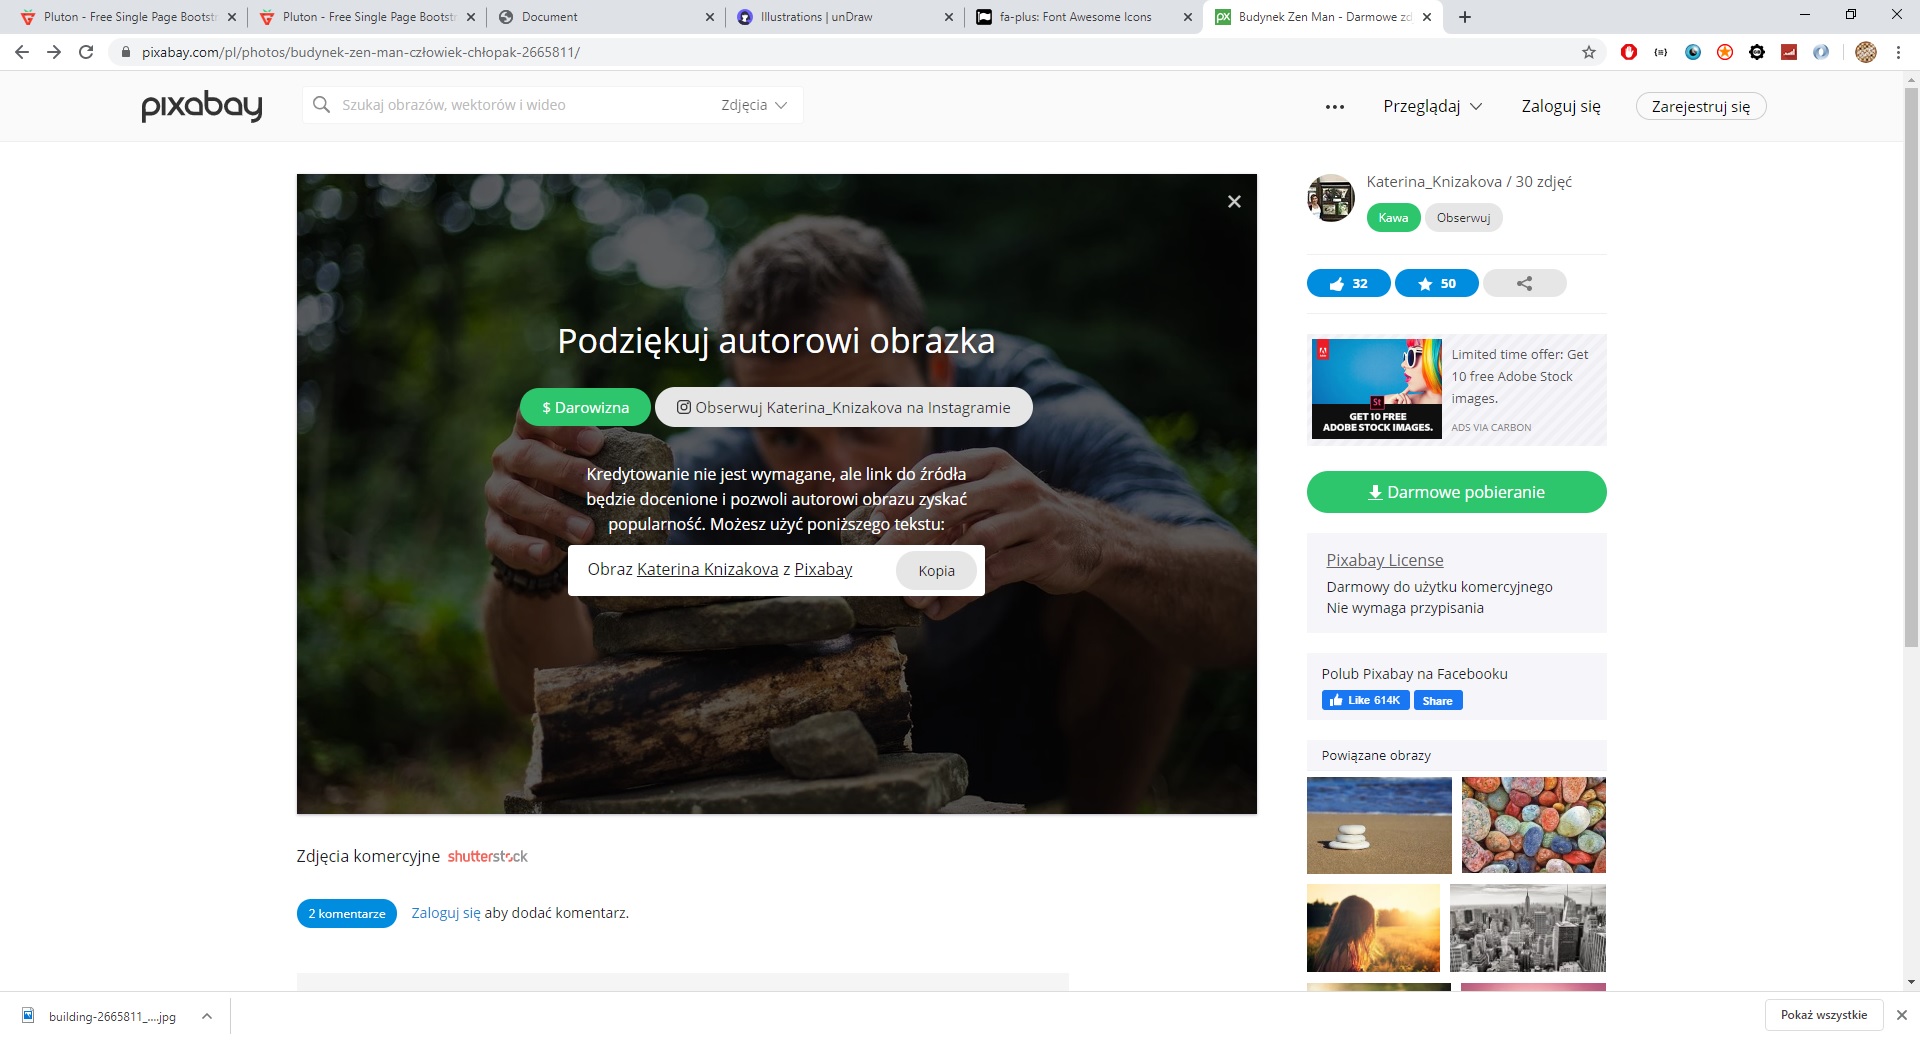 Pluton - Free Single Page Bootstr
Pluton - Free Single Page Bootstr
Document
Illustrations | unDraw
fa-plus: Font Awesome Icons
px
Budynek Zen Man - Darmowe zd
pixabay.com/pl/photos/budynek-zen-man-człowiek-chłopak-2665811/
pixabay
Szukaj obrazów, wektorów i wideo
Zdjęcia
Przeglądaj
Zaloguj się
Zarejestruj się
Podziękuj autorowi obrazka
$ Darowizna
Obserwuj Katerina_Knizakova na Instagramie
Kredytowanie nie jest wymagane, ale link do źródła
będzie docenione i pozwoli autorowi obrazu zyskać
popularność. Możesz użyć poniższego tekstu:
Obraz Katerina Knizakova z Pixabay
Kopia
Katerina_Knizakova / 30 zdjęć
Kawa
Obserwuj
32
50
St
GET 10 FREE
ADOBE STOCK IMAGES.
Limited time offer: Get
10 free Adobe Stock
images.
ADS VIA CARBON
Darmowe pobieranie
Pixabay License
Darmowy do użytku komercyjnego
Nie wymaga przypisania
Polub Pixabay na Facebooku
Like 614K
Share
Powiązane obrazy
Zdjęcia komercyjne shutterstock
2 komentarze
Zaloguj się aby dodać komentarz.
building-2665811_....jpg
Pokaż wszystkie